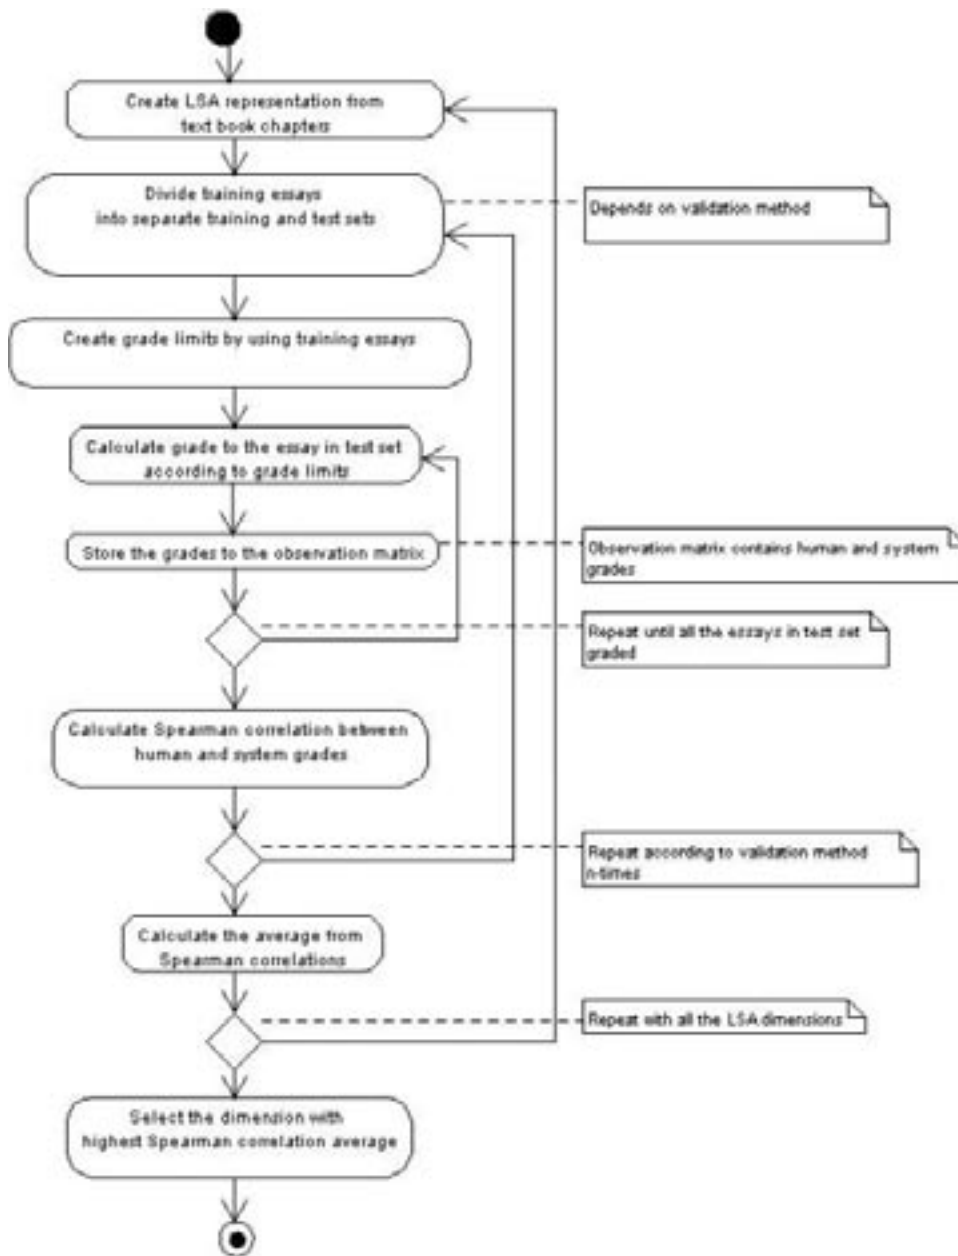 Create LSA representation from
text book chapters
Divide training essays
into separate training and test sets
Depends on validation method
Create grade limits by using training essays
Calculate grade to the essay in test set
according to grade limits
Store the grades to the observation matrix
Observation matrix contains human and system
grades
Repeat until all the essays in test set
graded
Calculate Spearman correlation between
human and system grades
Repeat according to validation method
n-times
Calculate the average from
Spearman correlations
Repeat with all the LSA dimensions
Select the dimension with
highest Spearman correlation average